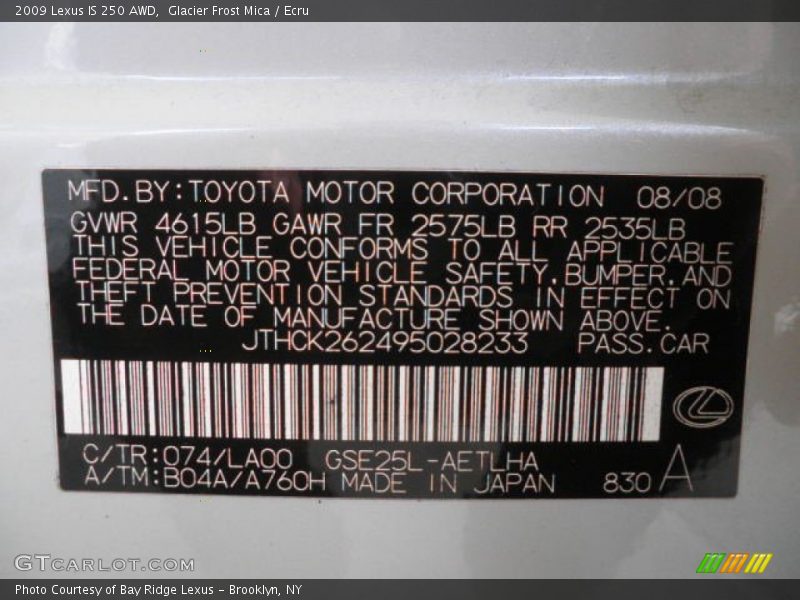 2009 Lexus IS 250 AWD,  Glacier Frost Mica / Ecru
MFD.BY:TOYOTA MOTOR CORPORATION 08/08
GVWR 4615LB GAWR FR 2575LB RR 2535LB
THIS VEHICLE CONFORMS TO ALL APPLICABLE
FEDERAL MOTOR VEHICLE SAFETY,BUMPER,AND
THEFT PREVENTION STANDARDS IN EFFECT ON
THE DATE OF MANUFACTURE SHOWN ABOVE.
JTHCK262495028233 PASS.CAR
C/TR:074/LA00 GSE25L-AETLHA
A/TM:B04A/A760H MADE IN JAPAN 830 A
GTCARLOT.COM
Photo Courtesy of Bay Ridge Lexus – Brooklyn, NY